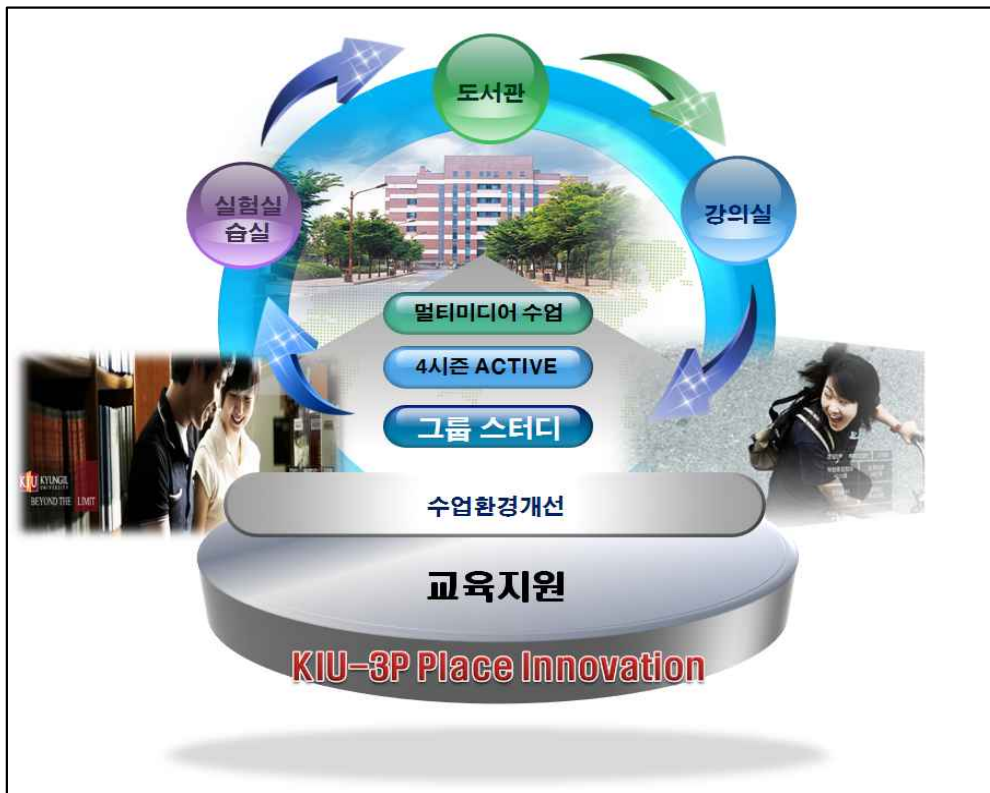 도서관
실험실
습실
강의실
멀티미디어 수업
4시즌 ACTIVE
그룹 스터디
KIU KYUNGIL
UNIVERSITY
BEYOND THE LIMIT
수업환경개선
교육지원
KIU-3P Place Innovation